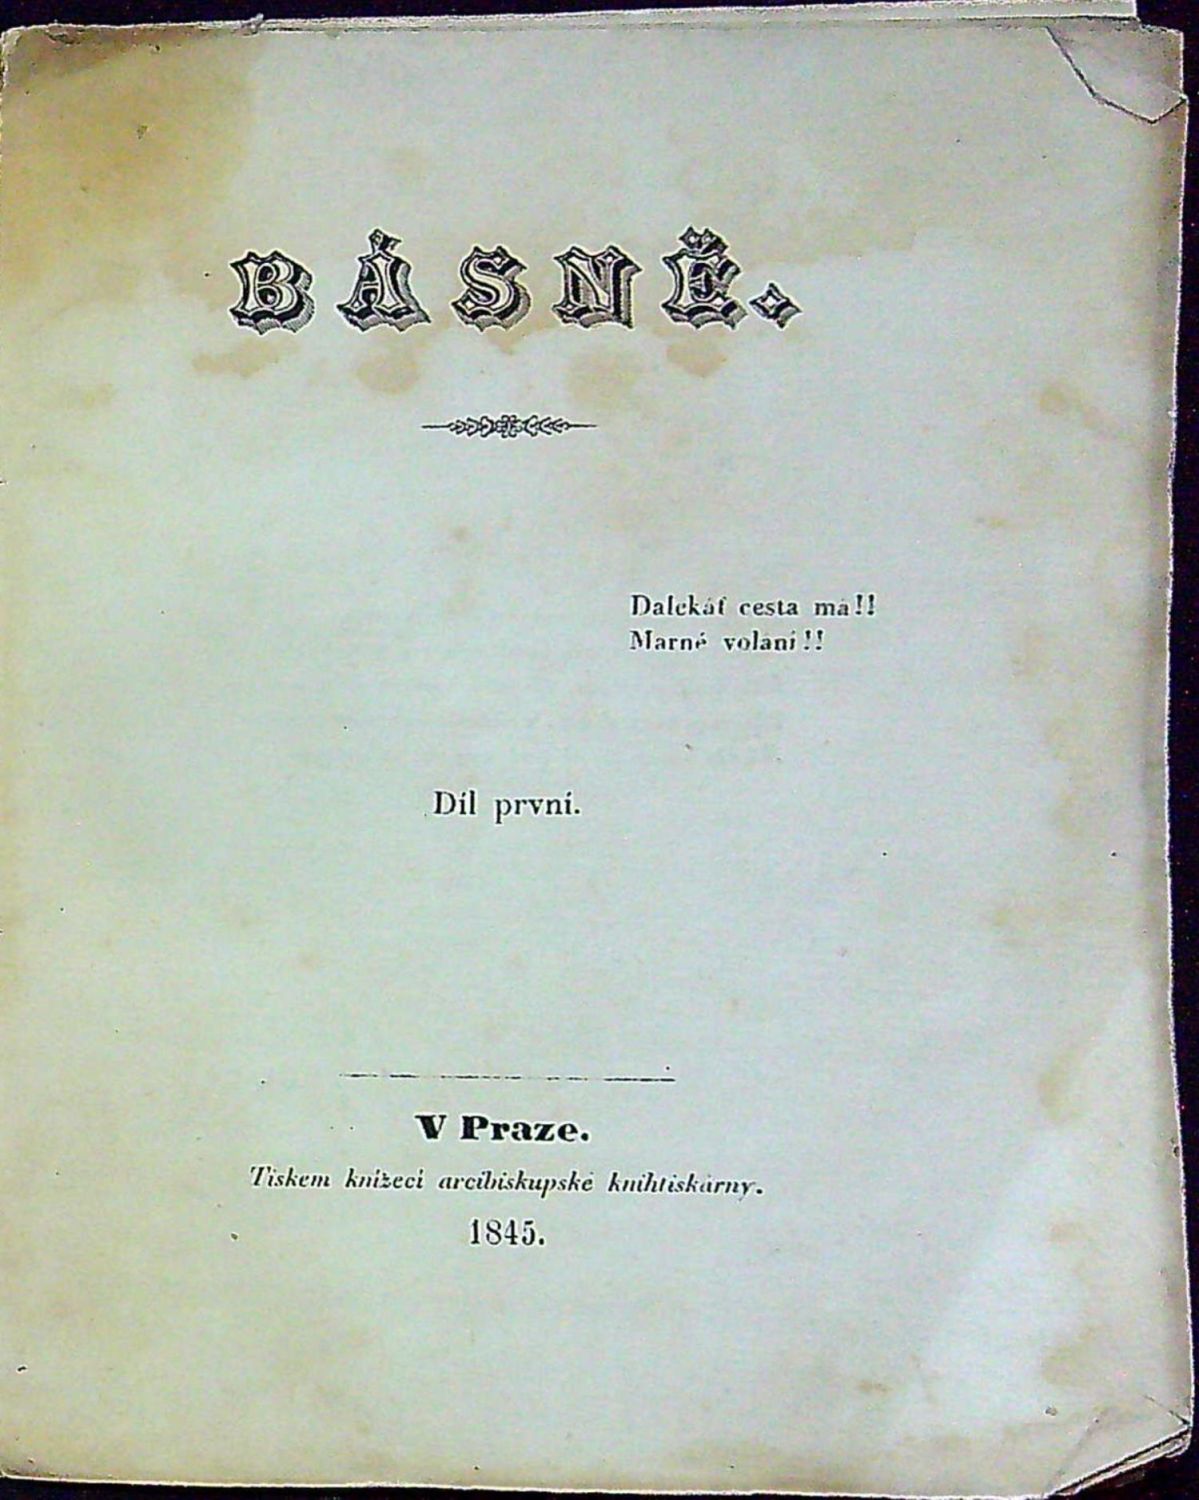 BÁSNĚ.
Dalekáť cesta má!!
Marné volání!!
Díl první.
V Praze.
Tiskem knížecí arcibiskupské knihtiskárny.
1845.